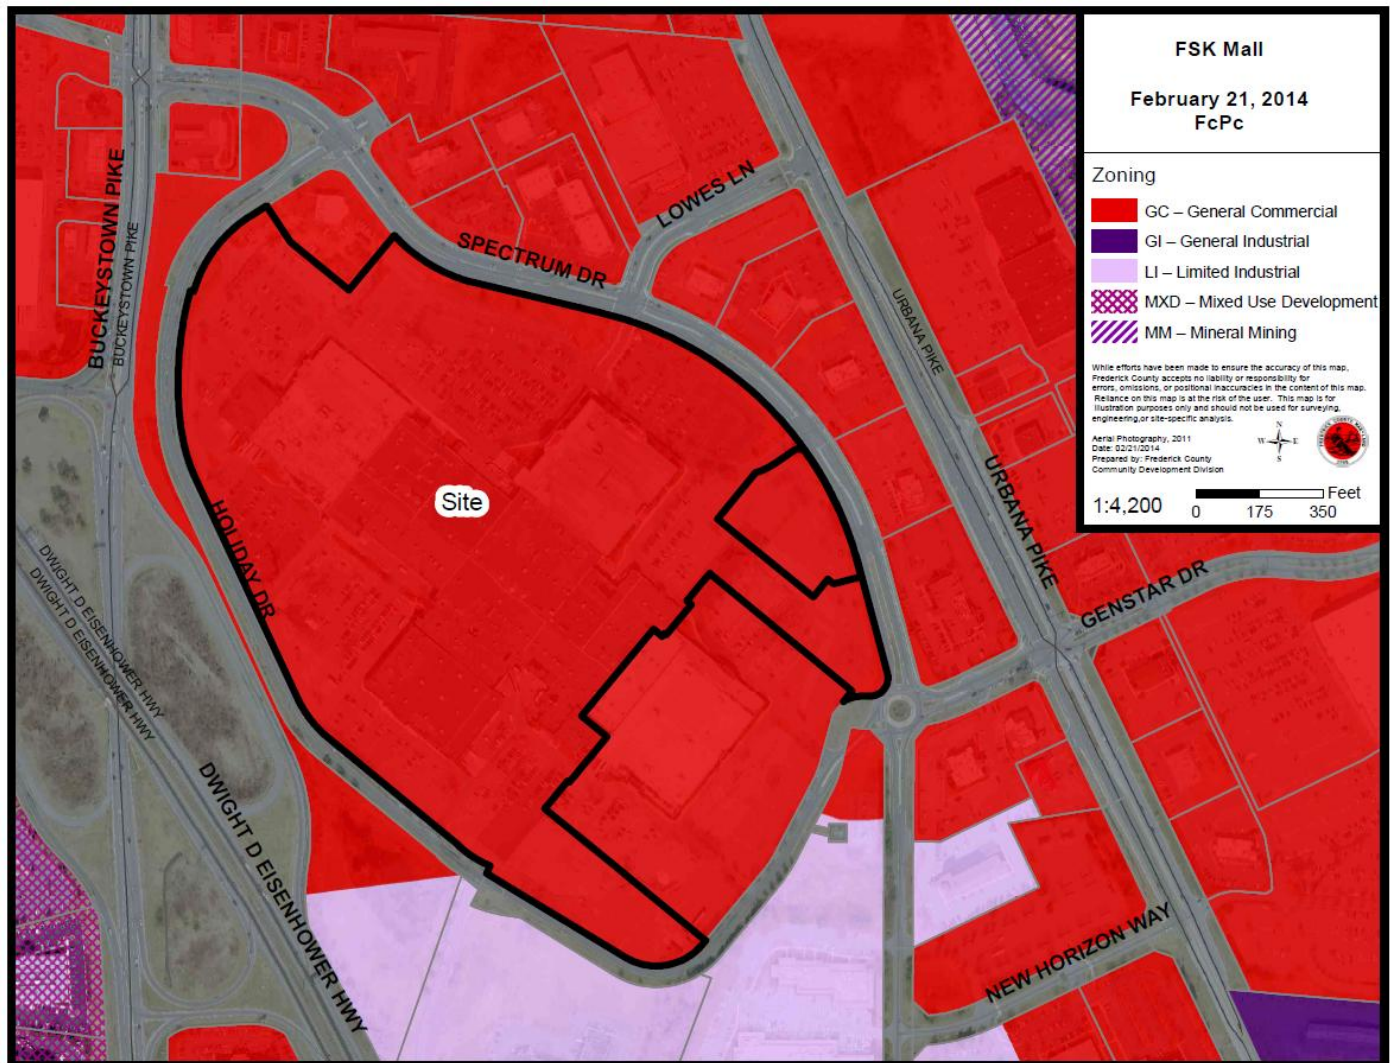 FSK Mall
February 21, 2014
FcPc
Zoning
GC – General Commercial
GI – General Industrial
LI – Limited Industrial
MXD – Mixed Use Development
MM – Mineral Mining
While efforts have been made to ensure the accuracy of this map,
Frederick County accepts no liability or responsibility for
errors, omissions, or positional inaccuracies in the content of this map.
Reliance on this map is at the risk of the user. This map is for
illustration purposes only and should not be used for surveying,
engineering,or site-specific analysis.
Aerial Photography, 2011
Date: 02/21/2014
Prepared by: Frederick County
Community Development Division
N
W E
S
1:4,200
Feet
0 175 350
BUCKEYSTOWN PIKE
BUCKEYSTOWN PIKE
LOWES LN
SPECTRUM DR
URBANA PIKE
URBANA PIKE
Site
HOLIDAY DR
GENSTAR DR
DWIGHT D EISENHOWER HWY
DWIGHT D EISENHOWER HWY
DWIGHT D EISENHOWER HWY
NEW HORIZON WAY